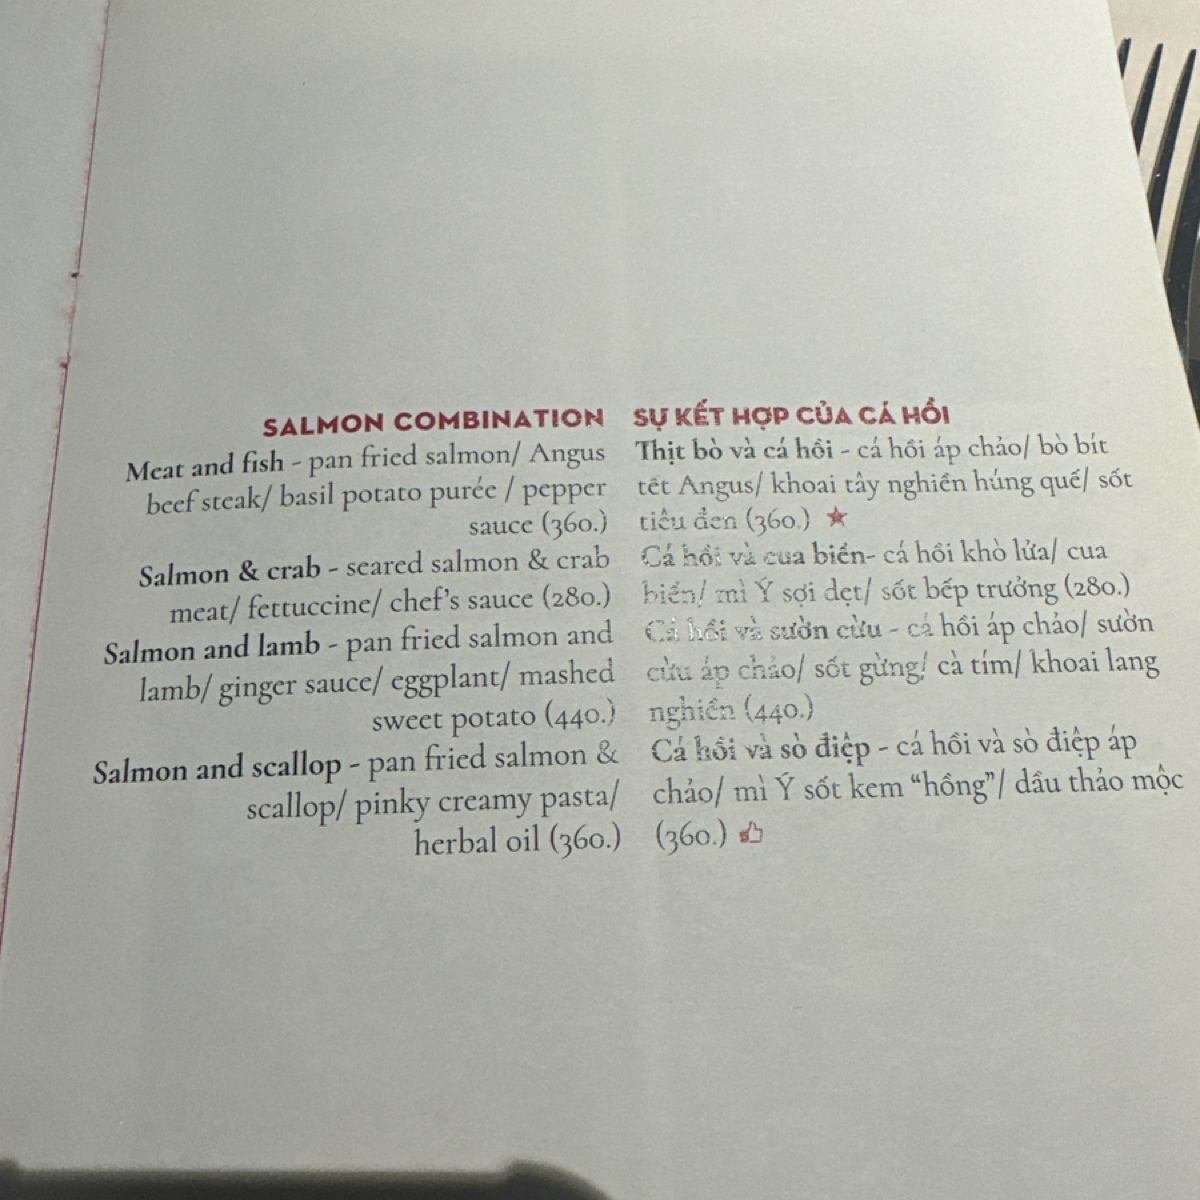 SALMON COMBINATION
Meat and fish - pan fried salmon/ Angus
beef steak/ basil potato purée / pepper
sauce (360.)
Salmon & crab - seared salmon & crab
meat/ fettuccine/ chef's sauce (280.)
Salmon and lamb - pan fried salmon and
lamb/ ginger sauce/ eggplant/ mashed
sweet potato (440.)
Salmon and scallop - pan fried salmon &
scallop/ pinky creamy pasta/
herbal oil (360.)
SỰ KẾT HỢP CỦA CÁ HỒI
Thịt bò và cá hồi - cá hồi áp chảo/ bò bít
tết Angus/ khoai tây nghiền húng quế/ sốt
tiêu đen (360.)
Cá hồi và cua biển- cá hồi khò lửa/ cua
biển/ mì Ý sợi dẹt/ sốt bếp trưởng (280.)
Cá hồi và sườn cừu - cá hồi áp chảo/ sườn
cừu áp chảo/ sốt gừng/ cà tím/ khoai lang
nghiền (440.)
Cá hồi và sò điệp - cá hồi và sò điệp áp
chảo/ mì Ý sốt kem “hồng”/ dầu thảo mộc
(360.)